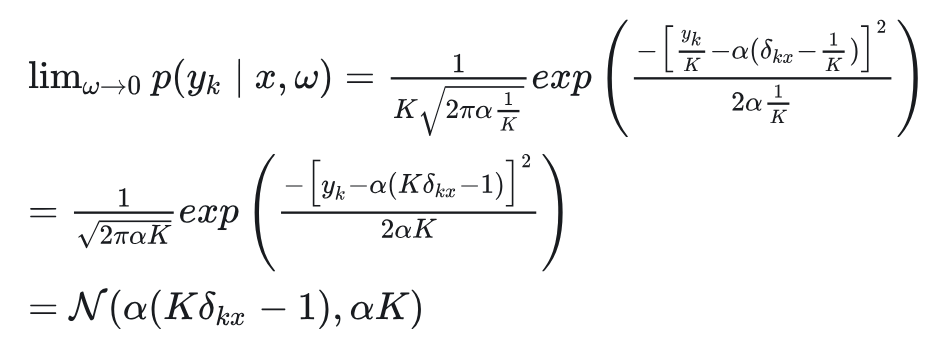 lim_{ω→0} p(y_k | x, ω) = \frac{1}{K\sqrt{2πα\frac{1}{K}}} exp\left(\frac{-\left[\frac{y_k}{K}-α(δ_{kx}-\frac{1}{K})\right]^2}{2α\frac{1}{K}}\right)
= \frac{1}{\sqrt{2παK}} exp\left(\frac{-\left[y_k-α(Kδ_{kx}-1)\right]^2}{2αK}\right)
= \mathcal{N}(α(Kδ_{kx} - 1), αK)